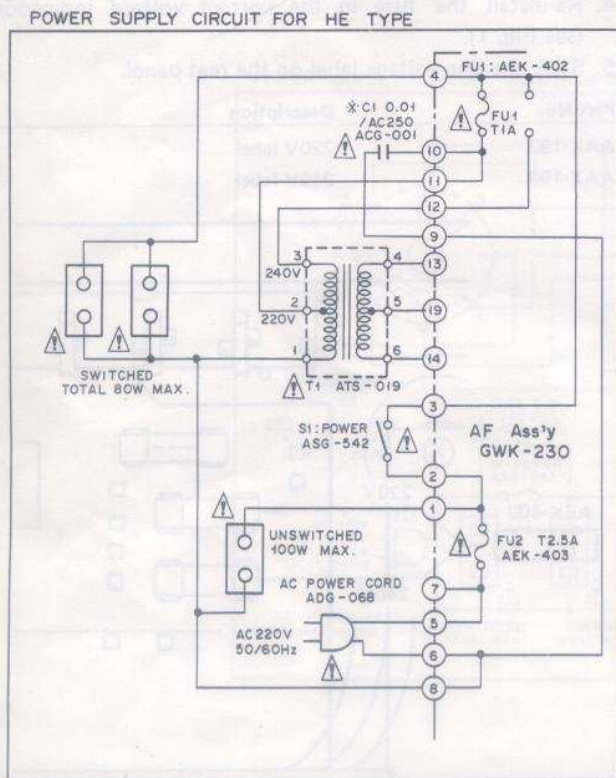 POWER SUPPLY CIRCUIT FOR HE TYPE
4
FU1: AEK-402
※C1 0.01
/AC250
ACG-001
FU1
T1A
10
11
12
9
3
240V
4
13
2
220V
5
19
1
6
14
T1 ATS-019
SWITCHED
TOTAL 80W MAX.
3
S1: POWER
ASG-542
AF Ass'y
GWK-230
2
1
UNSWITCHED
100W MAX.
FU2 T2.5A
AEK-403
AC POWER CORD
ADG-068
7
5
AC 220V
50/60Hz
6
8